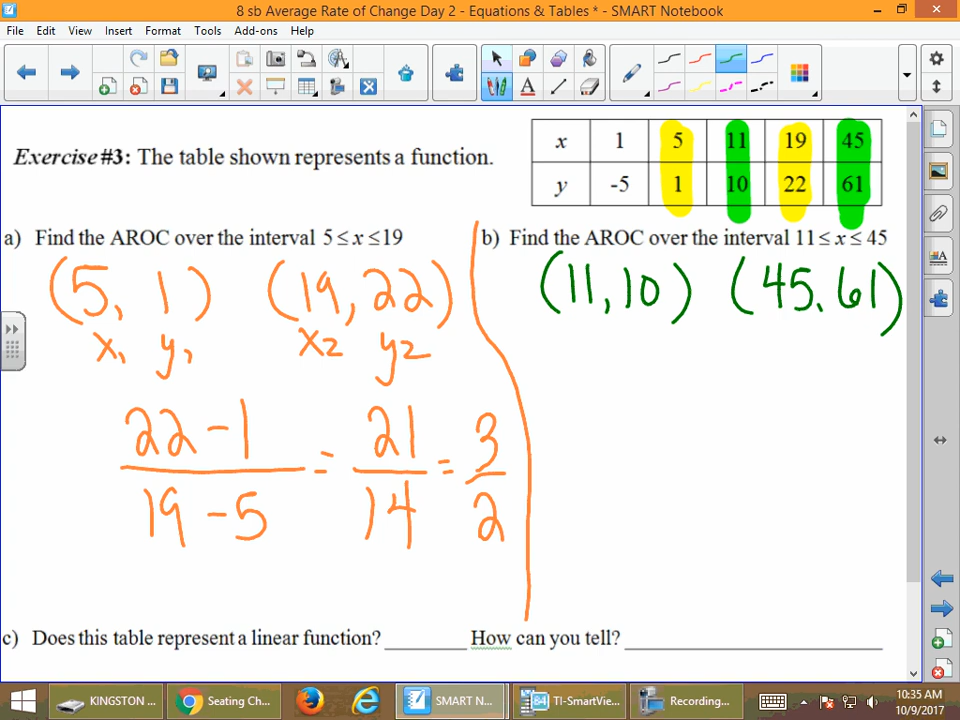 8 sb Average Rate of Change Day 2 - Equations & Tables * - SMART Notebook
File Edit View Insert Format Tools Add-ons Help
Exercise #3: The table shown represents a function.
x 1 5 11 19 45
y -5 1 10 22 61
a) Find the AROC over the interval 5 ≤ x ≤ 19
(5, 1) (19, 22)
x₁ y₁ x2 y2
22 - 1 / 19 - 5 = 21 / 14 = 3 / 2
b) Find the AROC over the interval 11 ≤ x ≤ 45
(11, 10) (45, 61)
c) Does this table represent a linear function? ________ How can you tell? ________________________
KINGSTON ... Seating Ch... SMART N... TI-SmartVie... Recording...
10:35 AM
10/9/2017